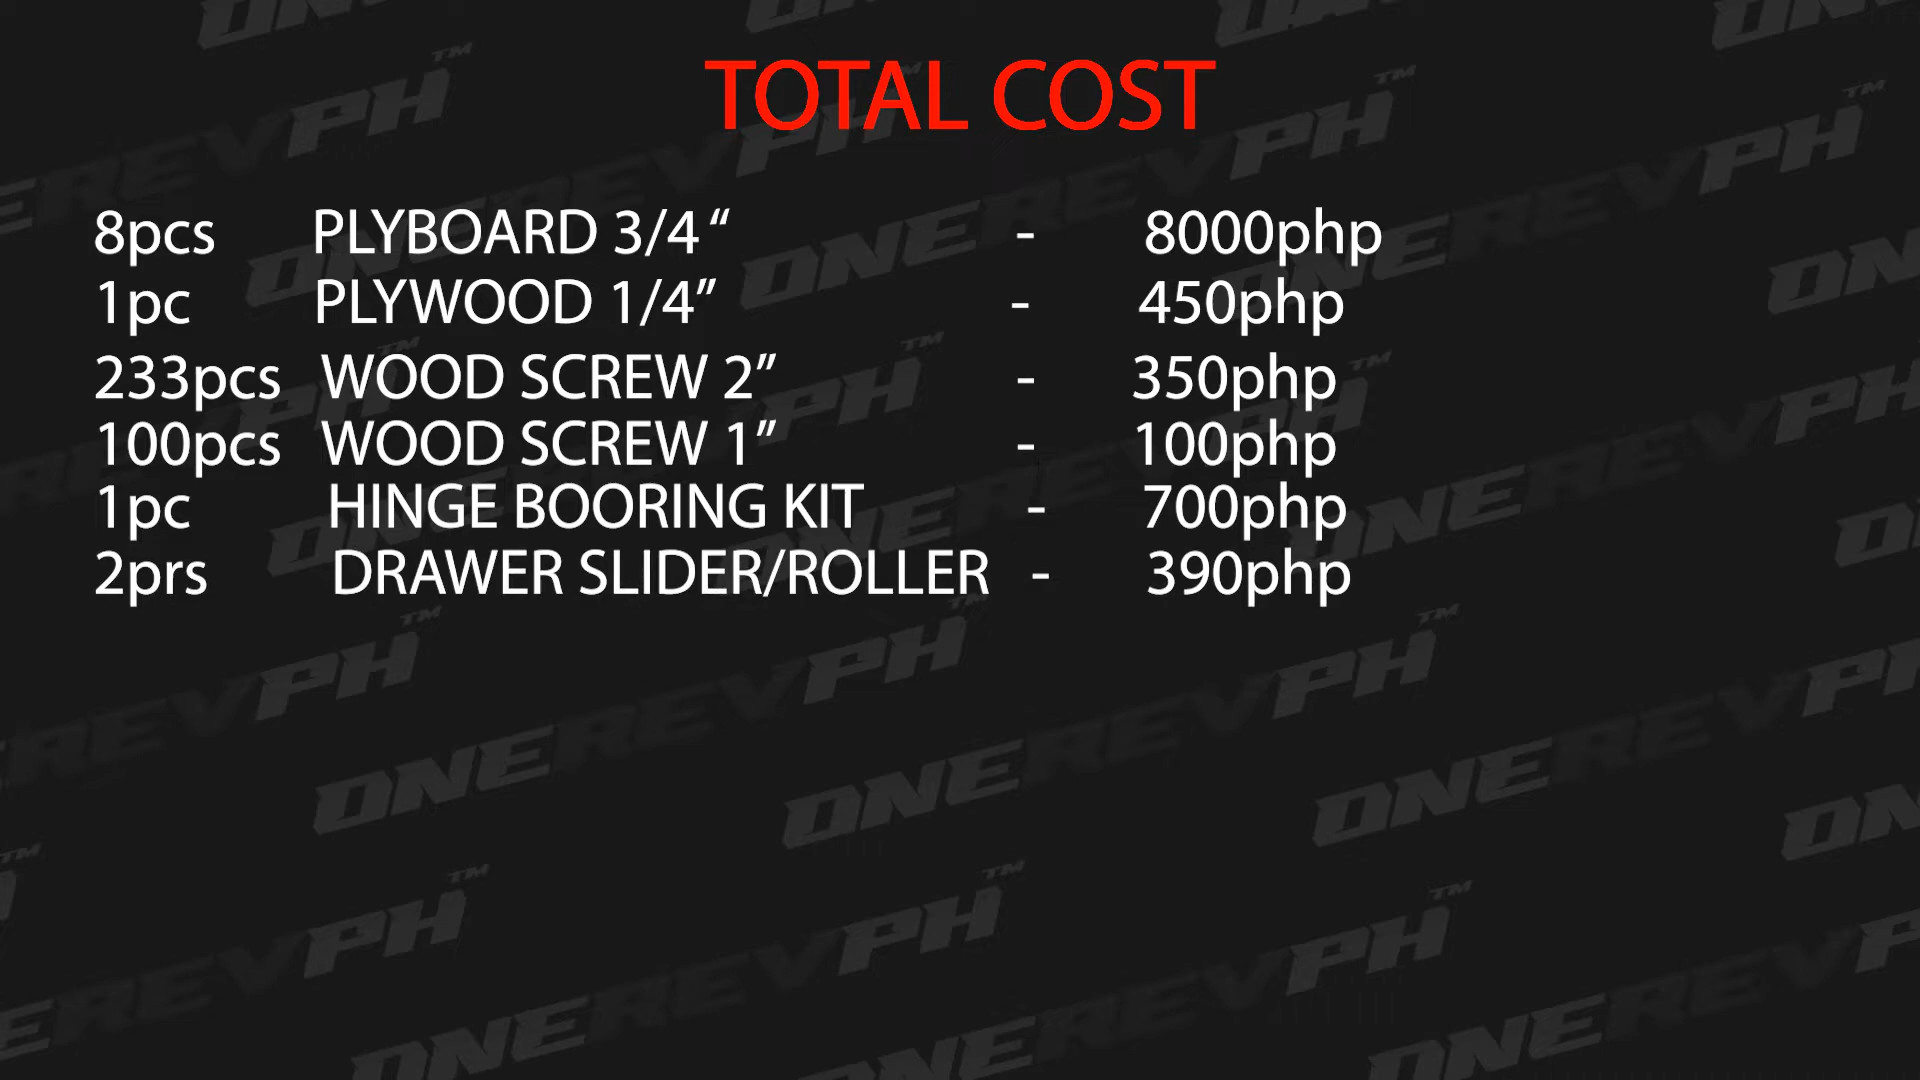 TOTAL COST
8pcs PLYBOARD 3/4 “ - 8000php
1pc PLYWOOD 1/4” - 450php
233pcs WOOD SCREW 2” - 350php
100pcs WOOD SCREW 1” - 100php
1pc HINGE BOORING KIT - 700php
2prs DRAWER SLIDER/ROLLER - 390php
ONEREVPH™